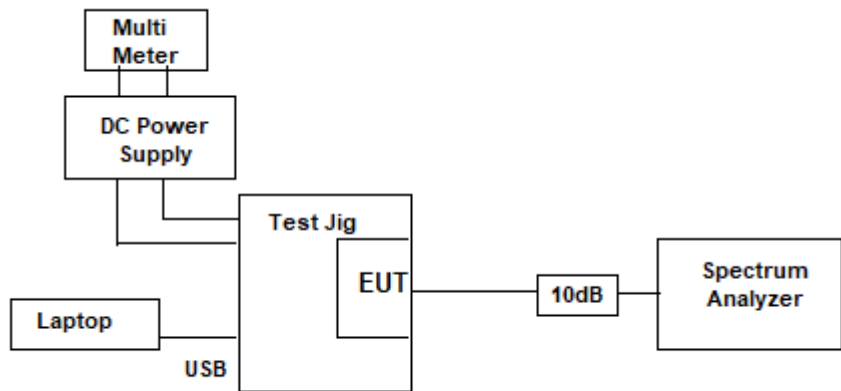 Multi
Meter
DC Power
Supply
Test Jig
EUT
10dB
Spectrum
Analyzer
Laptop
USB